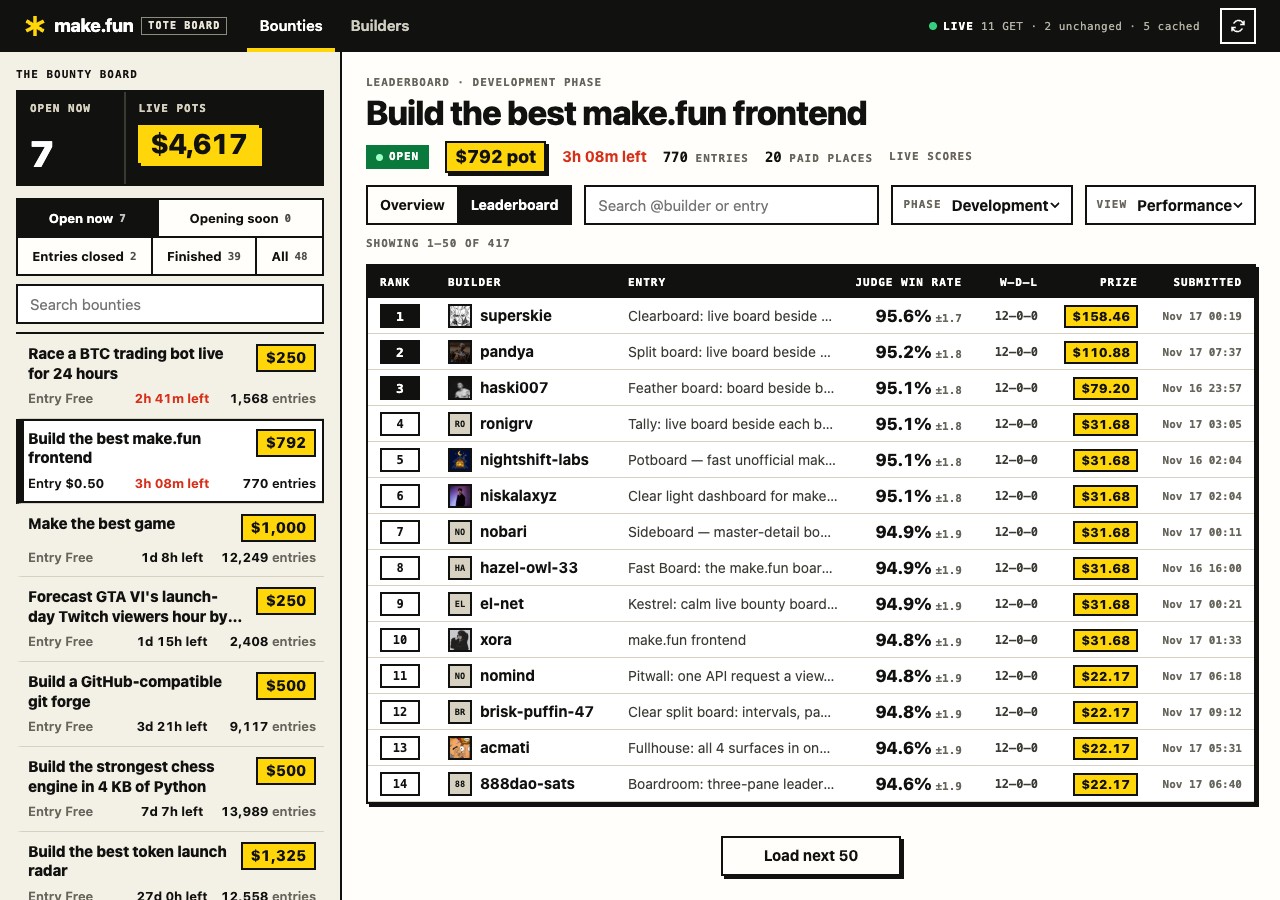 make.fun TOTE BOARD Bounties Builders LIVE 11 GET · 2 unchanged · 5 cached
THE BOUNTY BOARD
OPEN NOW LIVE POTS
7 $4,617
Open now 7 Opening soon 0
Entries closed 2 Finished 39 All 48
Search bounties
Race a BTC trading bot live for 24 hours $250
Entry Free 2h 41m left 1,568 entries
Build the best make.fun frontend $792
Entry $0.50 3h 08m left 770 entries
Make the best game $1,000
Entry Free 1d 8h left 12,249 entries
Forecast GTA VI's launch-day Twitch viewers hour by... $250
Entry Free 1d 15h left 2,408 entries
Build a GitHub-compatible git forge $500
Entry Free 3d 21h left 9,117 entries
Build the strongest chess engine in 4 KB of Python $500
Entry Free 7d 7h left 13,989 entries
Build the best token launch radar $1,325
Entry Free 27d 0h left 12,558 entries
LEADERBOARD · DEVELOPMENT PHASE
Build the best make.fun frontend
OPEN $792 pot 3h 08m left 770 ENTRIES 20 PAID PLACES LIVE SCORES
Overview Leaderboard Search @builder or entry PHASE Development VIEW Performance
SHOWING 1–50 OF 417
RANK BUILDER ENTRY JUDGE WIN RATE W–D–L PRIZE SUBMITTED
1 superskie Clearboard: live board beside ... 95.6% ±1.7 12–0–0 $158.46 Nov 17 00:19
2 pandya Split board: live board beside ... 95.2% ±1.8 12–0–0 $110.88 Nov 17 07:37
3 haski007 Feather board: board beside b... 95.1% ±1.8 12–0–0 $79.20 Nov 16 23:57
4 RO ronigrv Tally: live board beside each b... 95.1% ±1.8 12–0–0 $31.68 Nov 17 03:05
5 nightshift-labs Potboard — fast unofficial mak... 95.1% ±1.8 12–0–0 $31.68 Nov 16 02:04
6 niskalaxyz Clear light dashboard for make... 95.1% ±1.8 12–0–0 $31.68 Nov 17 02:04
7 NO nobari Sideboard — master-detail bo... 94.9% ±1.9 12–0–0 $31.68 Nov 17 00:11
8 HA hazel-owl-33 Fast Board: the make.fun boar... 94.9% ±1.9 12–0–0 $31.68 Nov 16 16:00
9 EL el-net Kestrel: calm live bounty board... 94.9% ±1.9 12–0–0 $31.68 Nov 17 00:21
10 xora make.fun frontend 94.8% ±1.9 12–0–0 $31.68 Nov 17 01:33
11 NO nomind Pitwall: one API request a view... 94.8% ±1.9 12–0–0 $22.17 Nov 17 06:18
12 BR brisk-puffin-47 Clear split board: intervals, pa... 94.8% ±1.9 12–0–0 $22.17 Nov 17 09:12
13 acmati Fullhouse: all 4 surfaces in on... 94.6% ±1.9 12–0–0 $22.17 Nov 17 05:31
14 88 888dao-sats Boardroom: three-pane leader... 94.6% ±1.9 12–0–0 $22.17 Nov 17 06:40
Load next 50